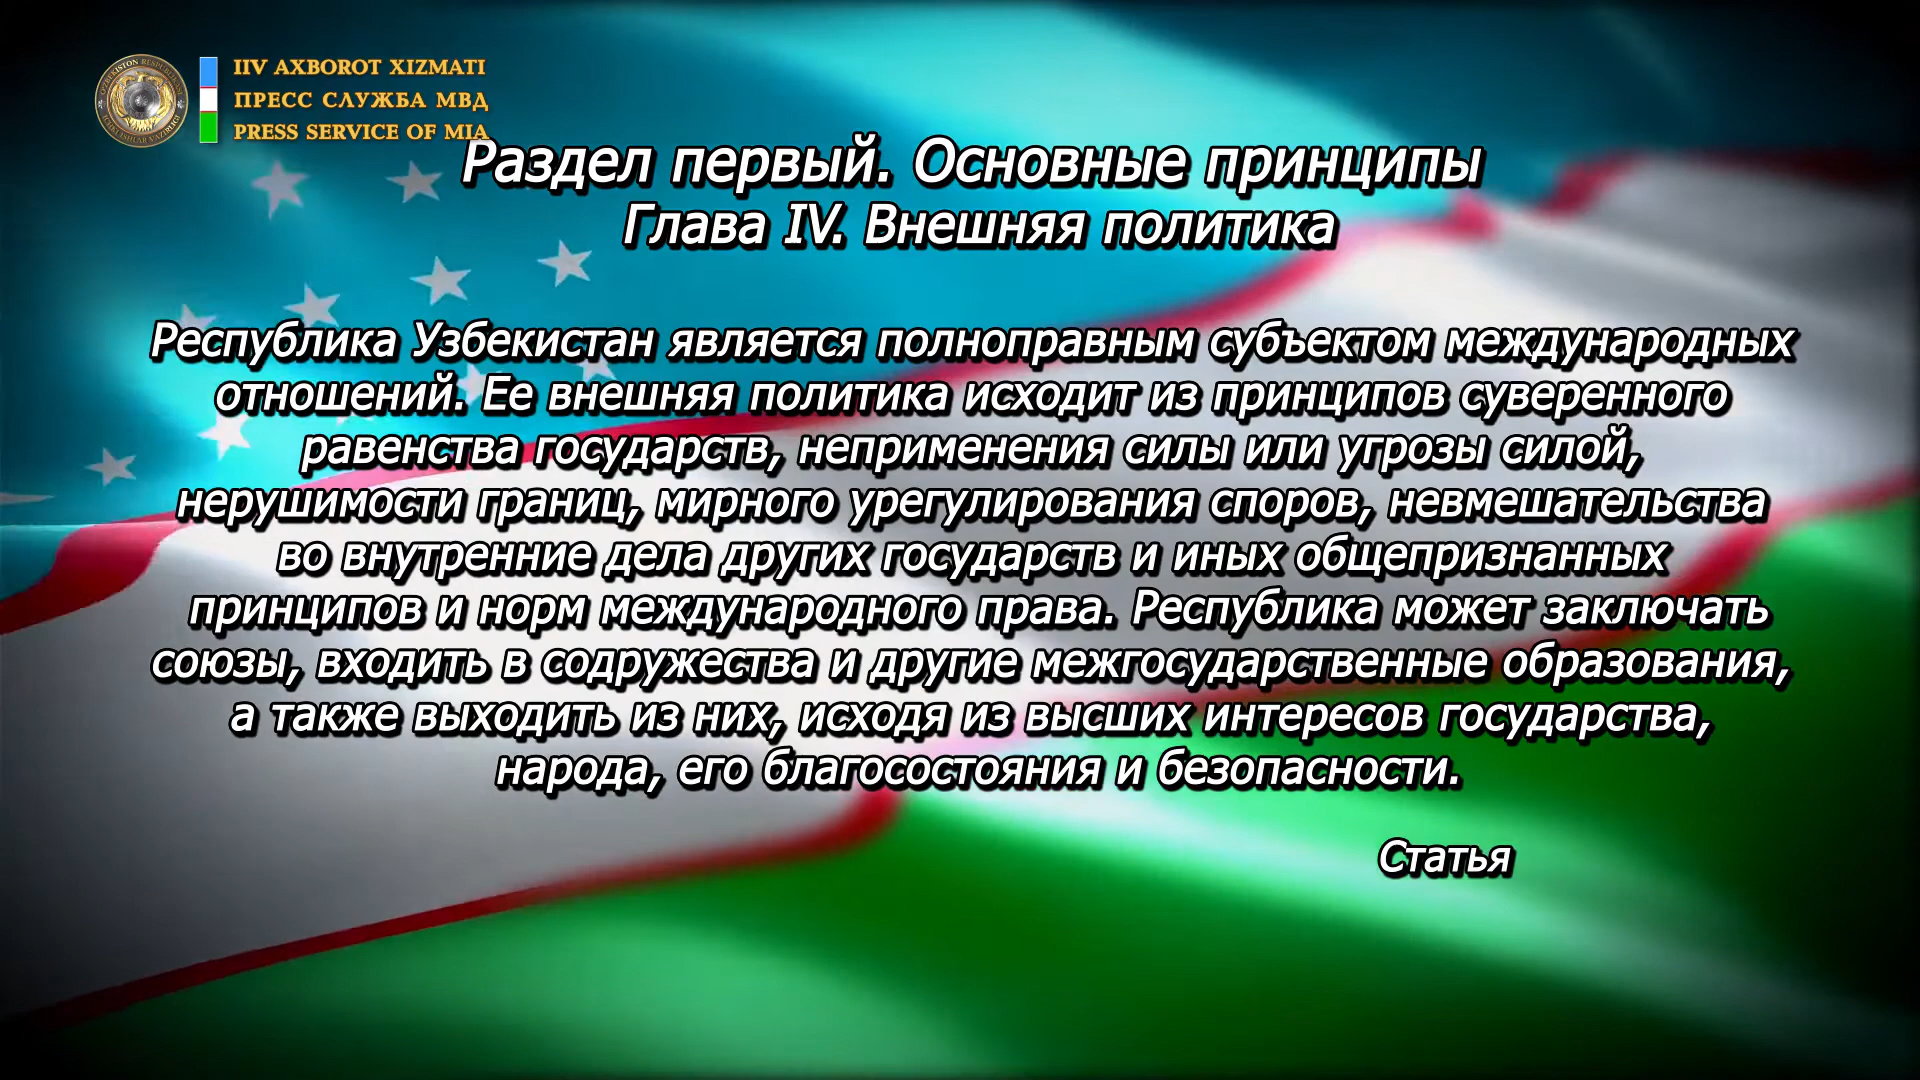 IIV AXBOROT XIZMATI
ПРЕСС СЛУЖБА МВД
PRESS SERVICE OF MIA
Раздел первый. Основные принципы
Глава IV. Внешняя политика
Республика Узбекистан является полноправным субъектом международных
отношений. Ее внешняя политика исходит из принципов суверенного
равенства государств, неприменения силы или угрозы силой,
нерушимости границ, мирного урегулирования споров, невмешательства
во внутренние дела других государств и иных общепризнанных
принципов и норм международного права. Республика может заключать
союзы, входить в содружества и другие межгосударственные образования,
а также выходить из них, исходя из высших интересов государства,
народа, его благосостояния и безопасности.
Статья